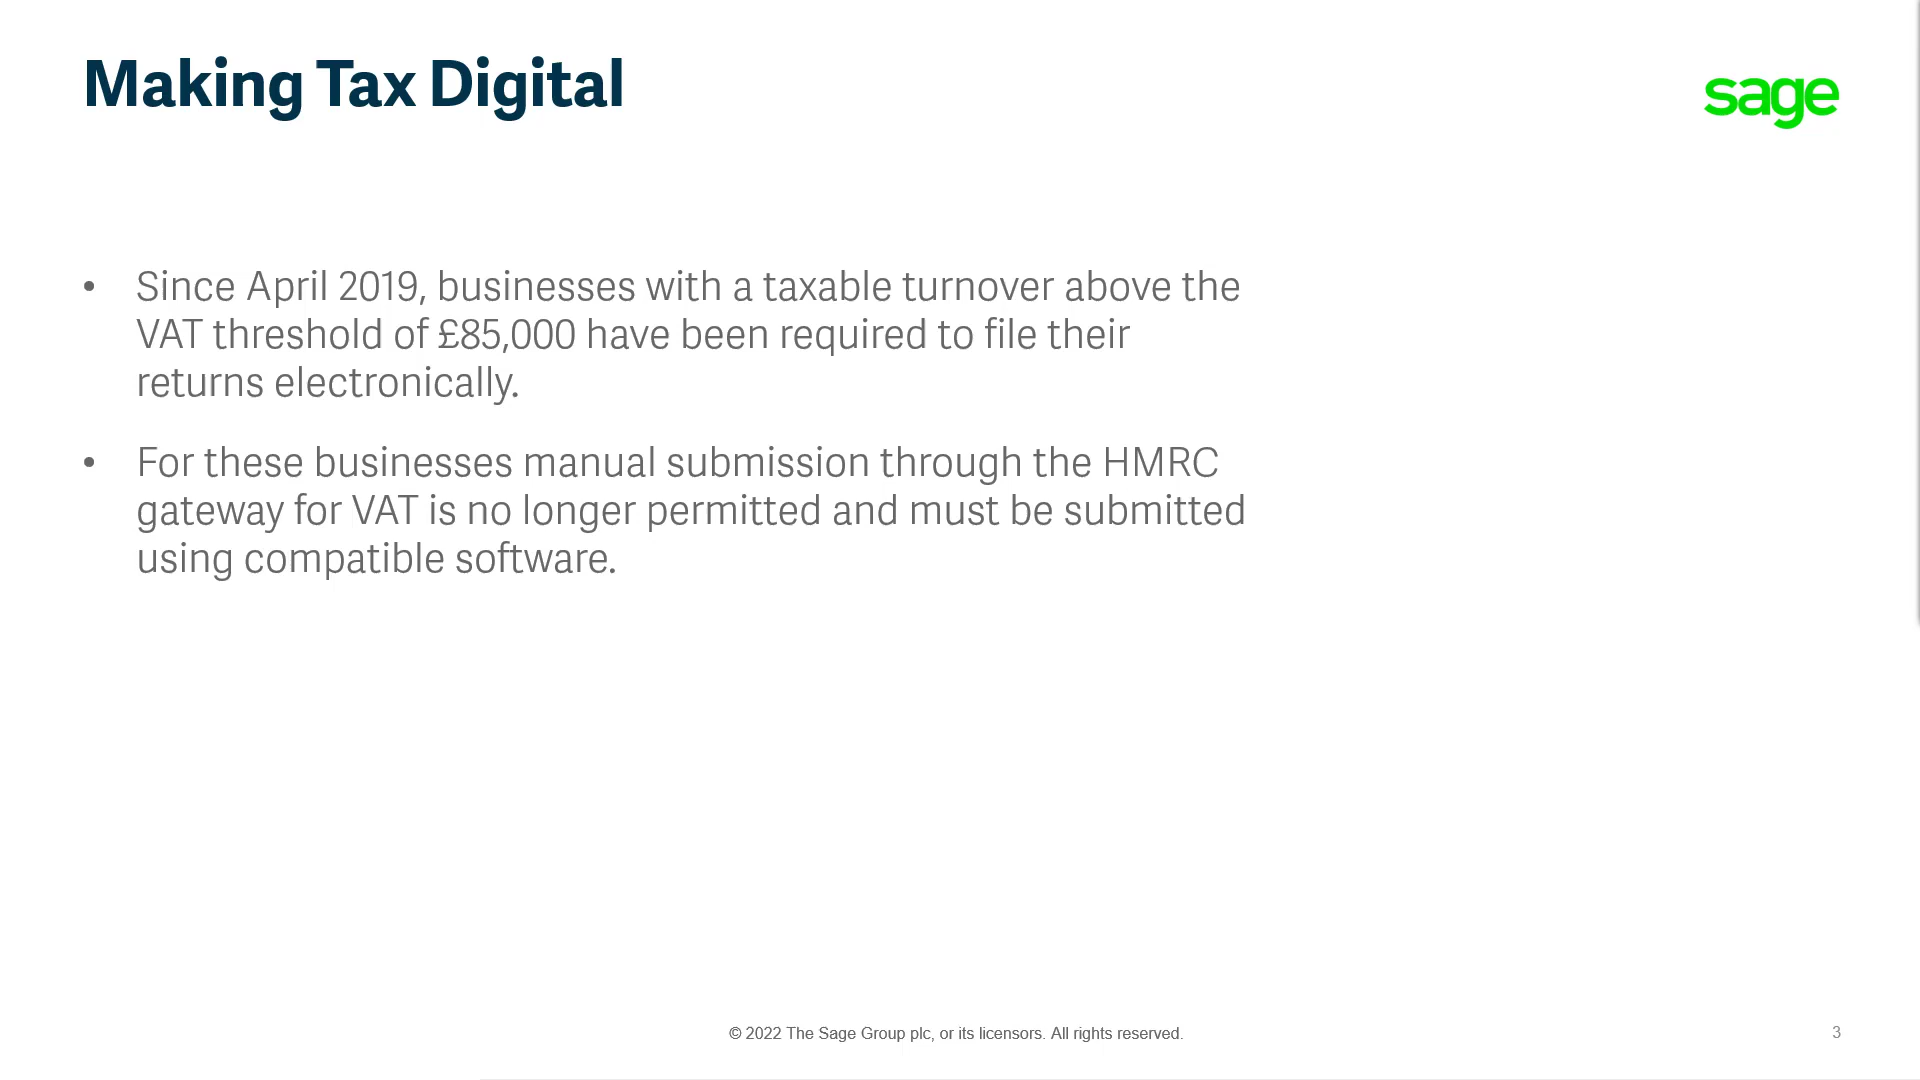 Making Tax Digital
sage
• Since April 2019, businesses with a taxable turnover above the
VAT threshold of £85,000 have been required to file their
returns electronically.
• For these businesses manual submission through the HMRC
gateway for VAT is no longer permitted and must be submitted
using compatible software.
© 2022 The Sage Group plc, or its licensors. All rights reserved.
3